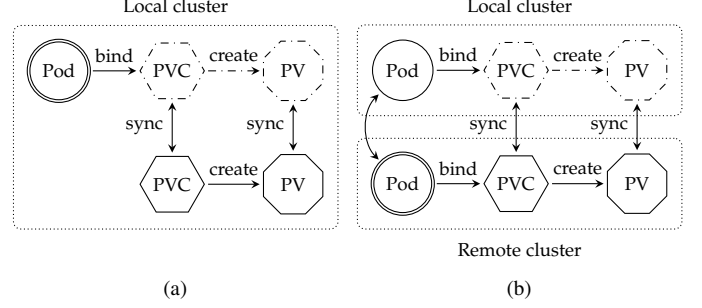 Local cluster
Pod
bind
PVC
create
PV
sync
sync
PVC
create
PV
(a)
Local cluster
Pod
bind
PVC
create
PV
sync
sync
Pod
bind
PVC
create
PV
Remote cluster
(b)